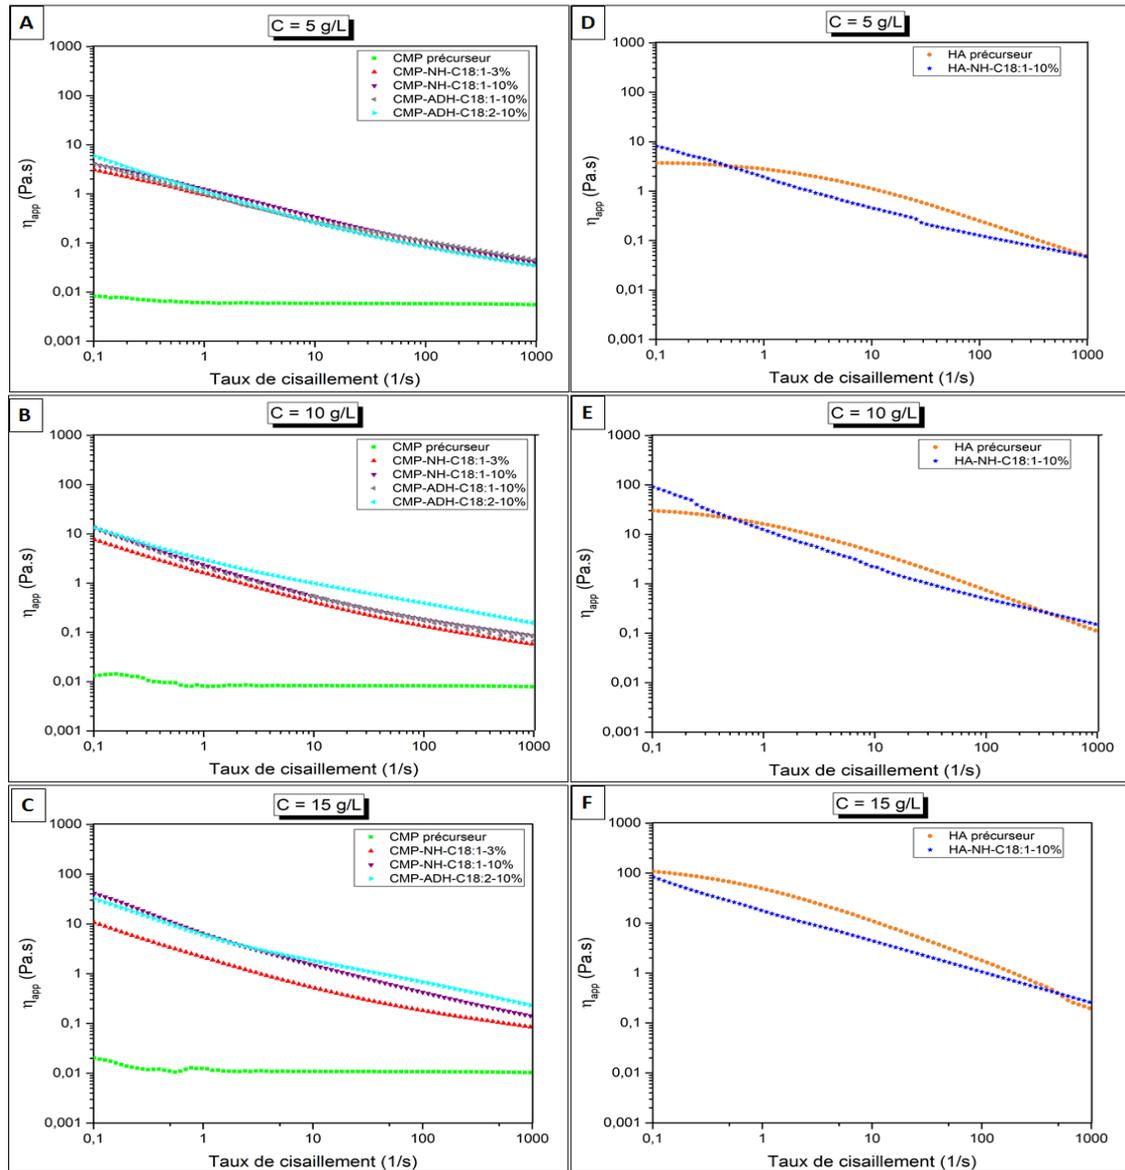 A
C = 5 g/L
1000
100
10
1
0,1
0,01
0,001
η_app (Pa.s)
CMP précurseur
CMP-NH-C18:1-3%
CMP-NH-C18:1-10%
CMP-ADH-C18:1-10%
CMP-ADH-C18:2-10%
0,1 1 10 100 1000
Taux de cisaillement (1/s)
D
C = 5 g/L
1000
100
10
1
0,1
0,01
0,001
η_app (Pa.s)
HA précurseur
HA-NH-C18:1-10%
0,1 1 10 100 1000
Taux de cisaillement (1/s)
B
C = 10 g/L
1000
100
10
1
0,1
0,01
0,001
η_app (Pa.s)
CMP précurseur
CMP-NH-C18:1-3%
CMP-NH-C18:1-10%
CMP-ADH-C18:1-10%
CMP-ADH-C18:2-10%
0,1 1 10 100 1000
Taux de cisaillement (1/s)
E
C = 10 g/L
1000
100
10
1
0,1
0,01
0,001
η_app (Pa.s)
HA précurseur
HA-NH-C18:1-10%
0,1 1 10 100 1000
Taux de cisaillement (1/s)
C
C = 15 g/L
1000
100
10
1
0,1
0,01
0,001
η_app (Pa.s)
CMP précurseur
CMP-NH-C18:1-3%
CMP-NH-C18:1-10%
CMP-ADH-C18:2-10%
0,1 1 10 100 1000
Taux de cisaillement (1/s)
F
C = 15 g/L
1000
100
10
1
0,1
0,01
0,001
η_app (Pa.s)
HA précurseur
HA-NH-C18:1-10%
0,1 1 10 100 1000
Taux de cisaillement (1/s)